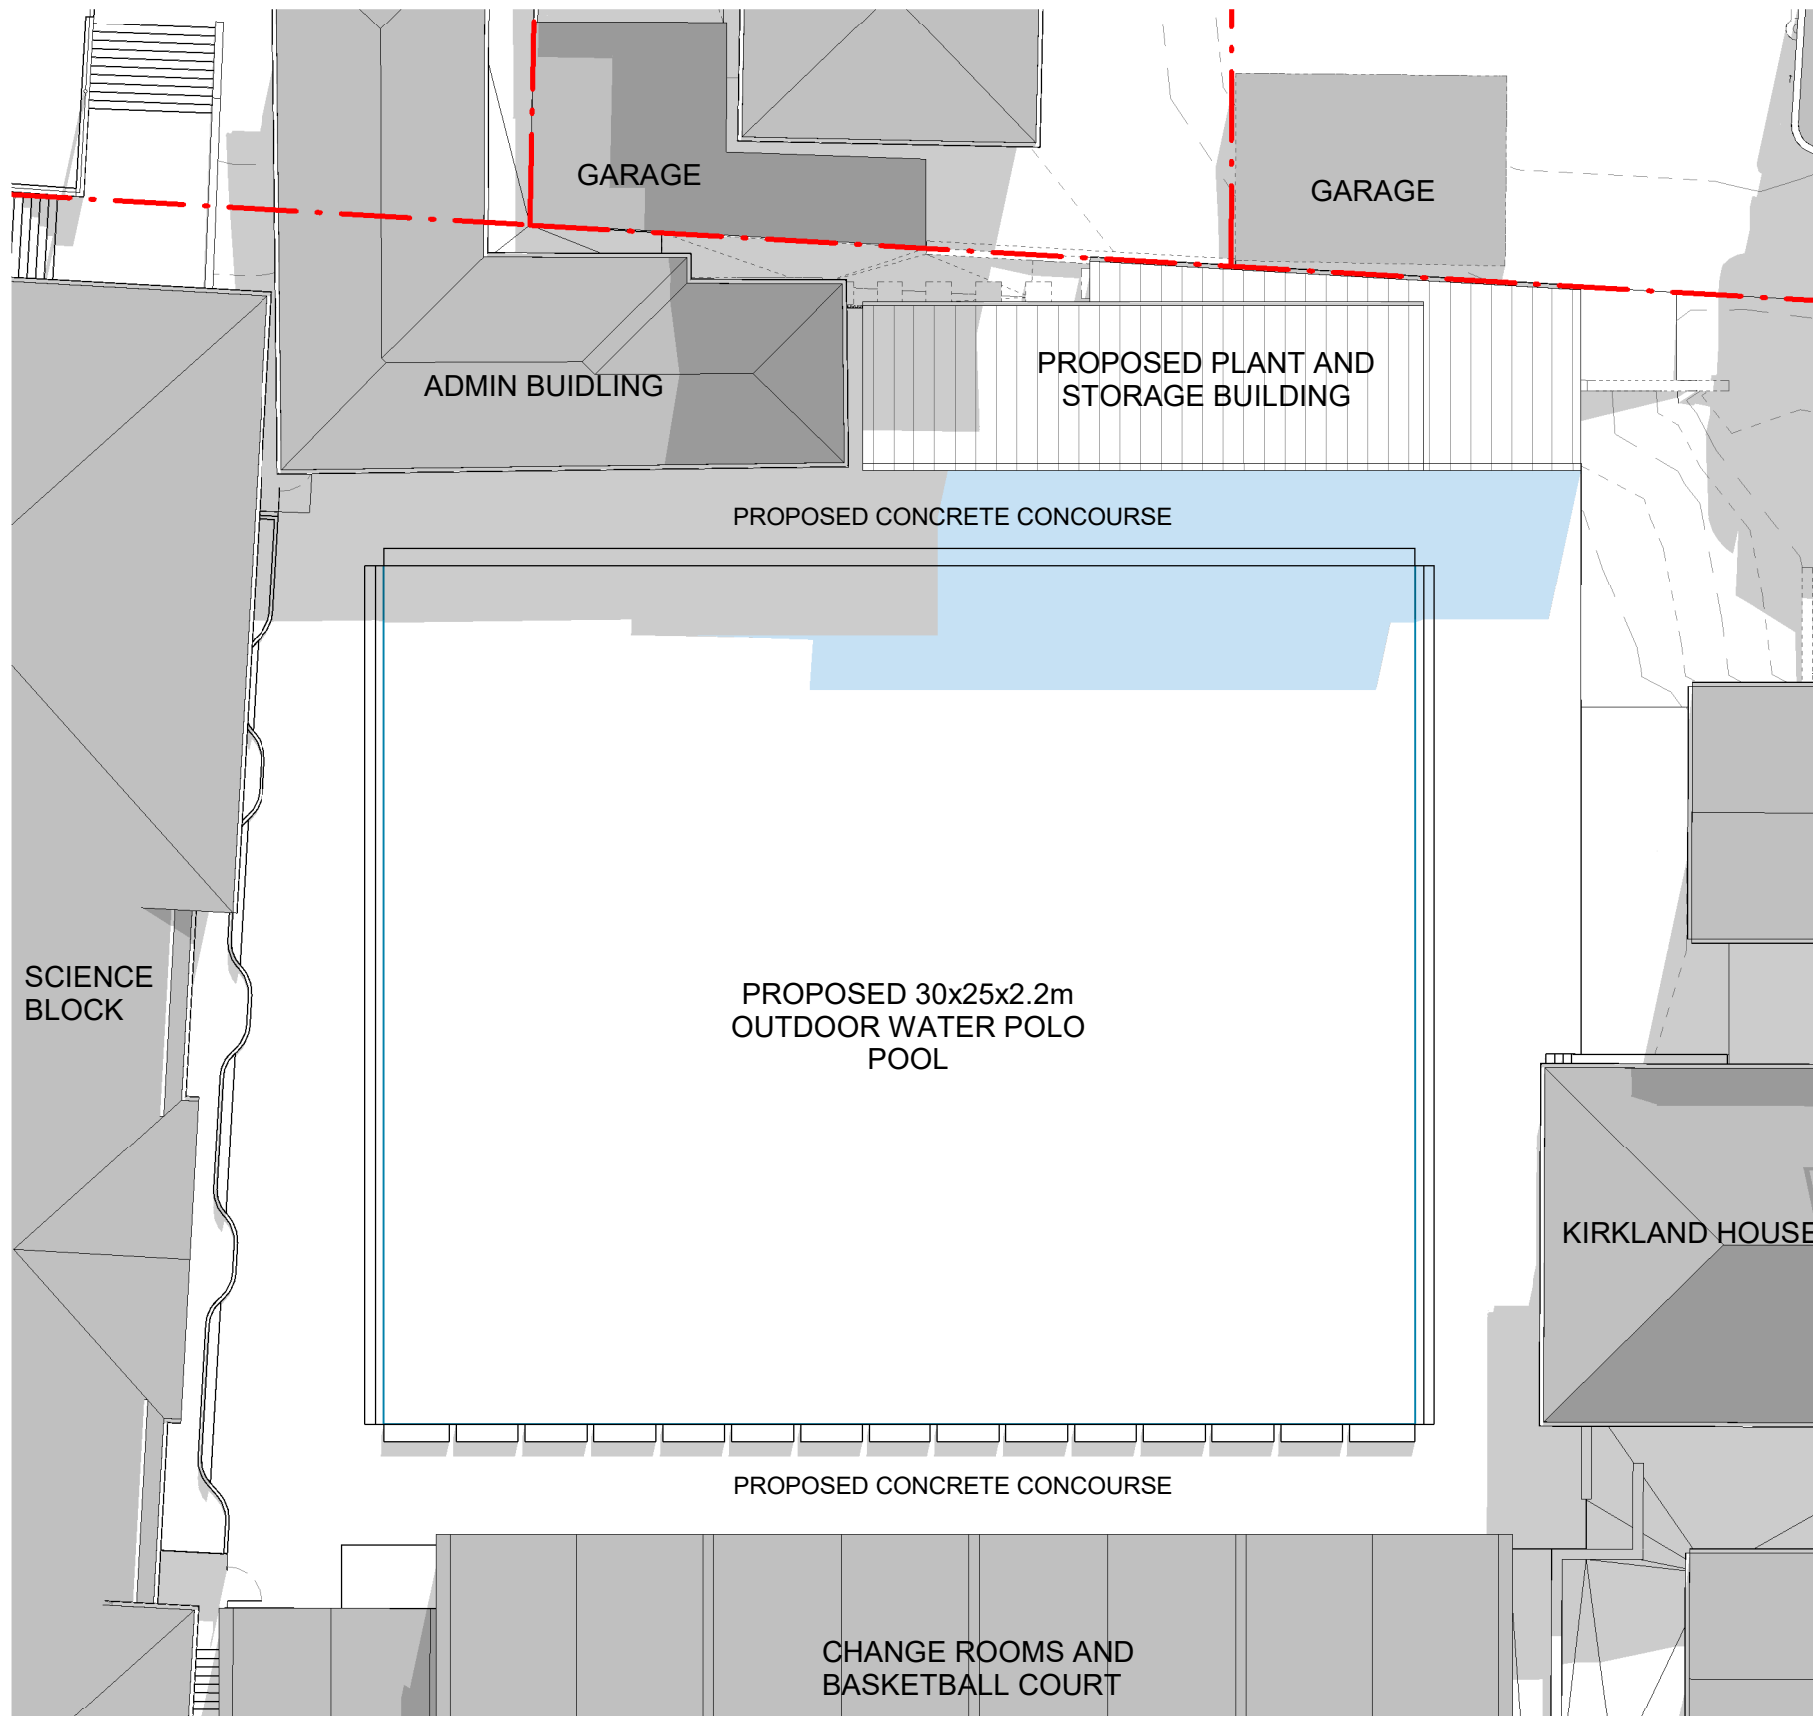 GARAGE
GARAGE
PROPOSED PLANT AND
STORAGE BUILDING
ADMIN BUIDLING
PROPOSED CONCRETE CONCOURSE
SCIENCE
BLOCK
PROPOSED 30x25x2.2m
OUTDOOR WATER POLO
POOL
KIRKLAND HOUSE
PROPOSED CONCRETE CONCOURSE
CHANGE ROOMS AND
BASKETBALL COURT